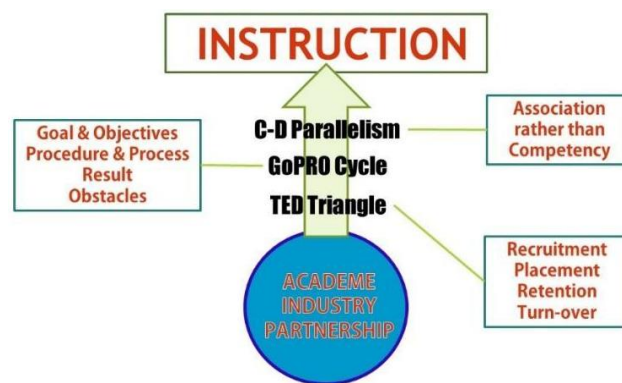 INSTRUCTION
C-D Parallelism
GoPRO Cycle
TED Triangle
Association
rather than
Competency
Goal & Objectives
Procedure & Process
Result
Obstacles
Recruitment
Placement
Retention
Turn-over
ACADEME
INDUSTRY
PARTNERSHIP